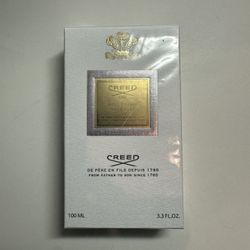 CREED
CREED
DE PÈRE EN FILS DEPUIS 1760
FROM FATHER TO SON SINCE 1760
100 ML 3.3 FL.OZ.